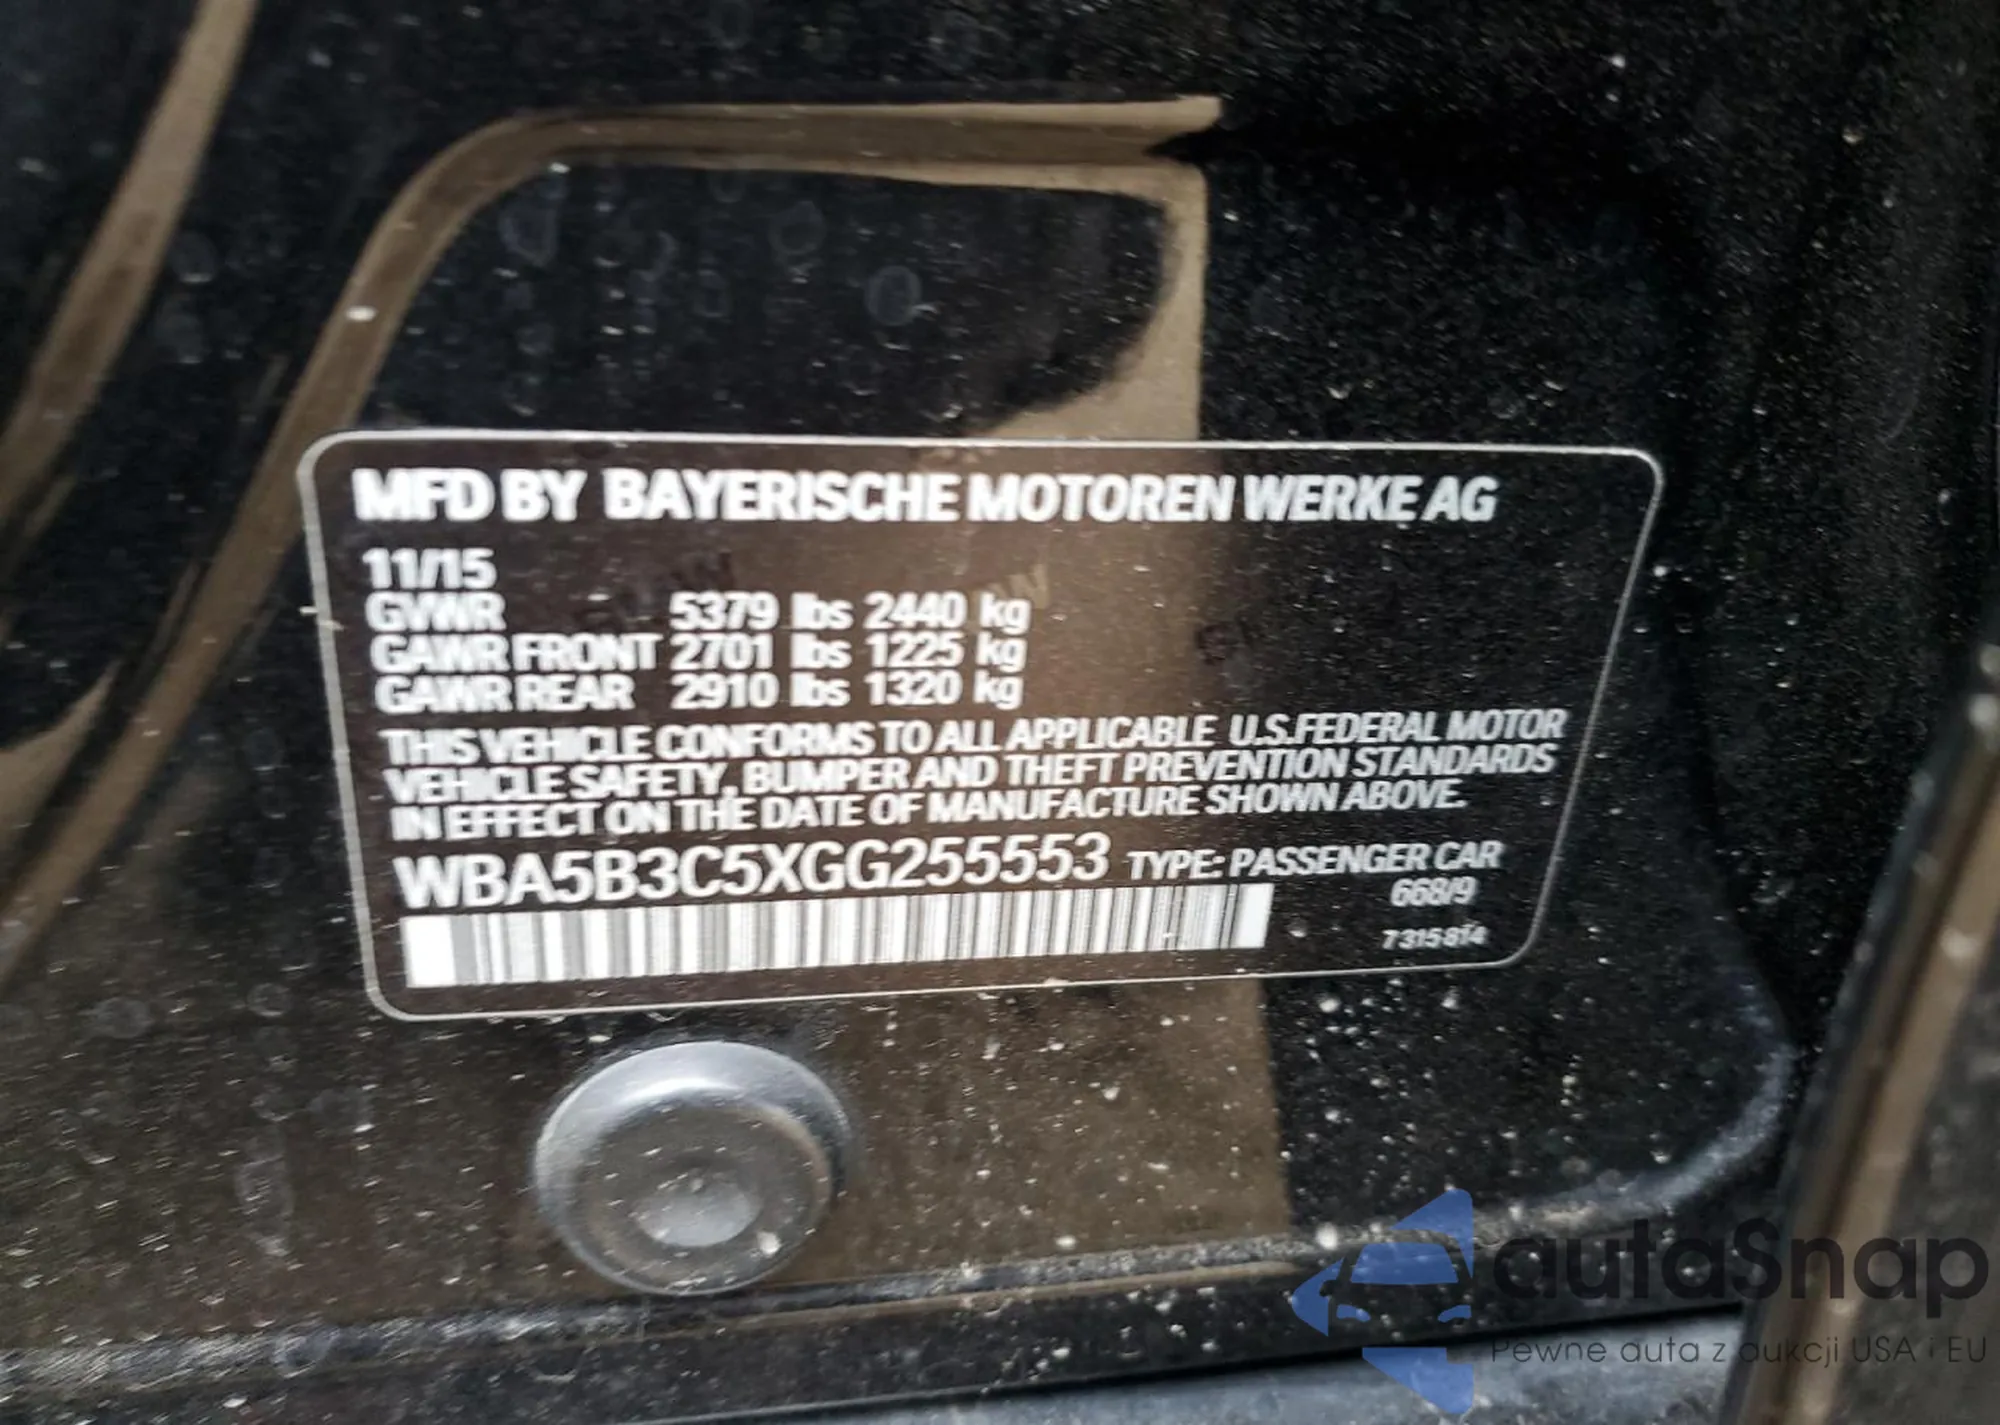 MFD BY BAYERISCHE MOTOREN WERKE AG
11/15
GVWR 5379 lbs 2440 kg
GAWR FRONT 2701 lbs 1225 kg
GAWR REAR 2910 lbs 1320 kg
THIS VEHICLE CONFORMS TO ALL APPLICABLE U.S.FEDERAL MOTOR
VEHICLE SAFETY, BUMPER AND THEFT PREVENTION STANDARDS
IN EFFECT ON THE DATE OF MANUFACTURE SHOWN ABOVE.
WBA5B3C5XGG255553 TYPE: PASSENGER CAR
668/9
7315814
autaSnap
Pewne auta z aukcji USA i EU